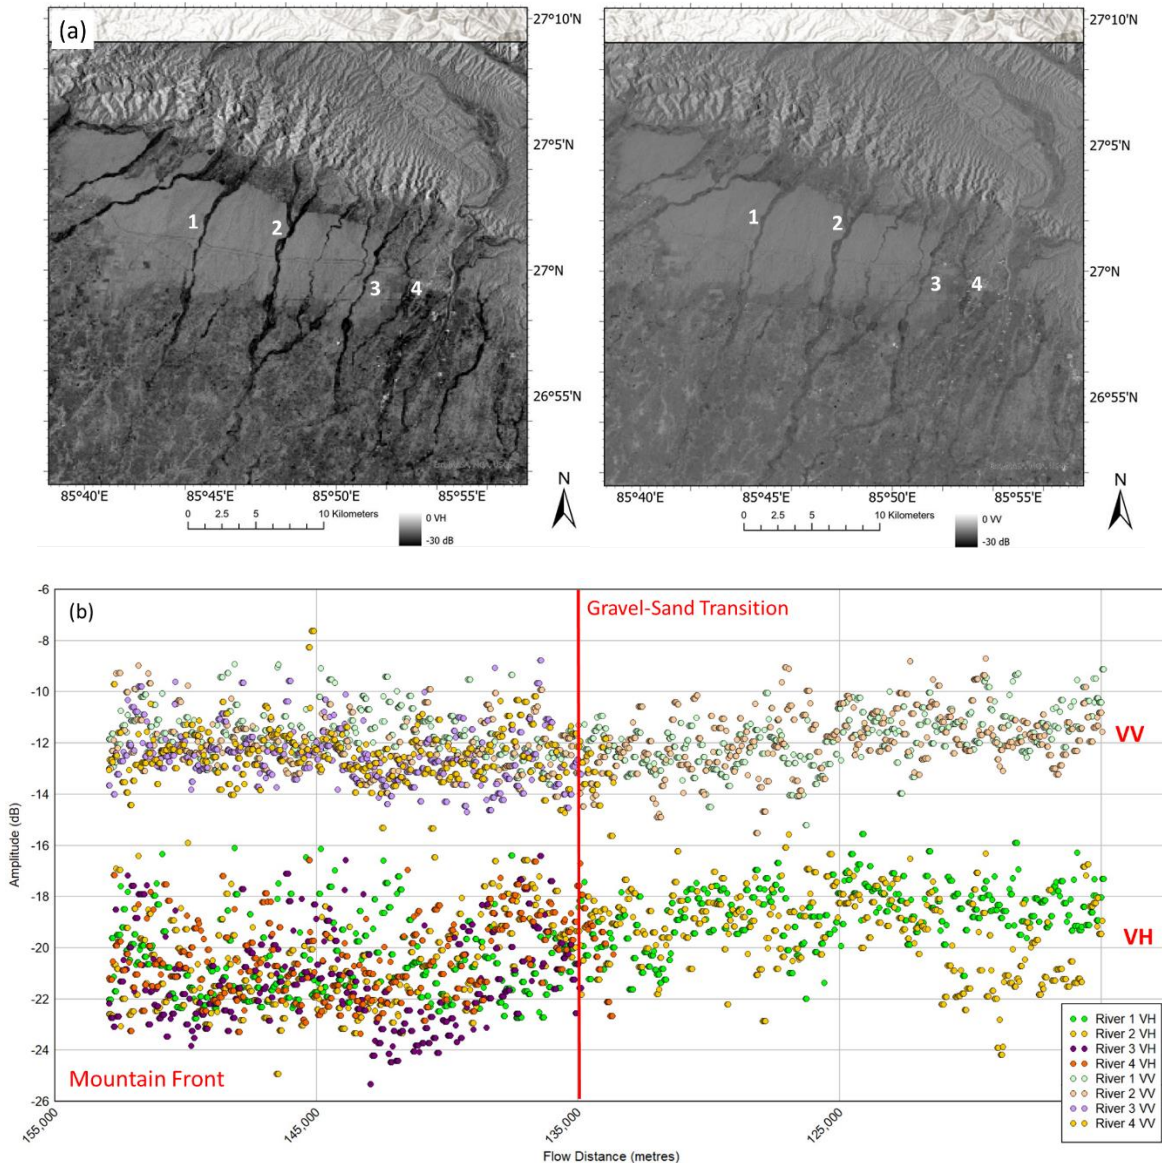 (a)
27°10'N
27°10'N
27°5'N
27°5'N
1
2
1
2
27°N
27°N
3
4
3
4
26°55'N
26°55'N
85°40'E
85°45'E
85°50'E
85°55'E
85°40'E
85°45'E
85°50'E
85°55'E
N
N
0 2.5 5 10 Kilometers
0 2.5 5 10 Kilometers
0 VH
-30 dB
0 VV
-30 dB
(b)
Gravel-Sand Transition
-6
-8
-10
-12
-14
-16
-18
-20
-22
-24
-26
Amplitude (dB)
VV
VH
Mountain Front
River 1 VH
River 2 VH
River 3 VH
River 4 VH
River 1 VV
River 2 VV
River 3 VV
River 4 VV
155,000
145,000
135,000
125,000
Flow Distance (metres)